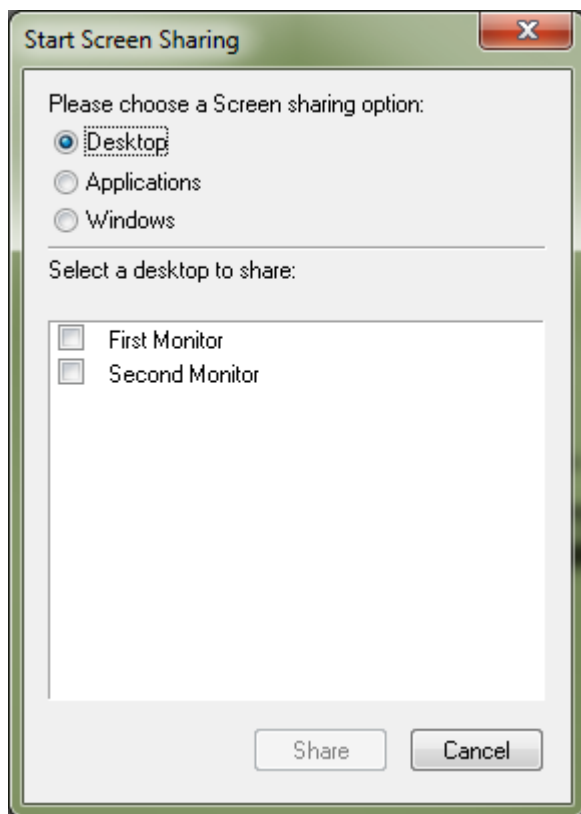 Start Screen Sharing
Please choose a Screen sharing option:
Desktop
Applications
Windows
Select a desktop to share:
First Monitor
Second Monitor
Share Cancel